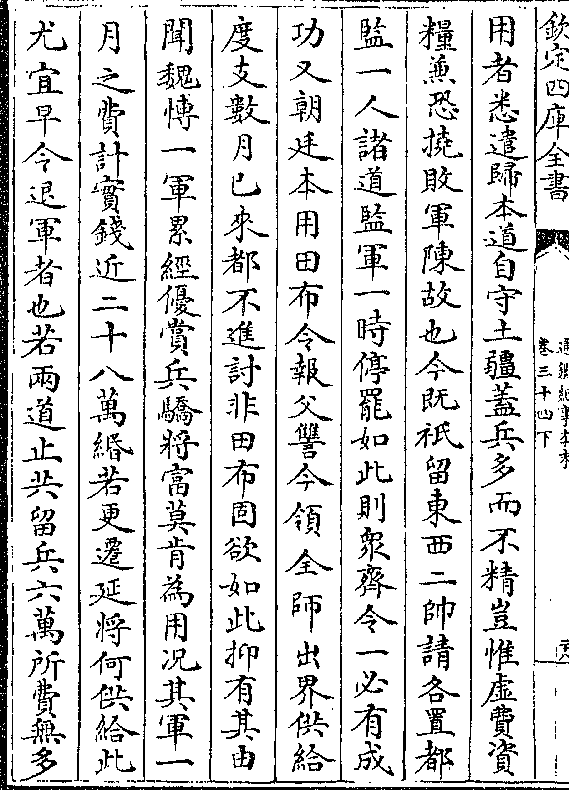 欽定四庫全書
通鑑紀事本末
卷三十四下
用者悉遣歸本道自守土疆蓋兵多而不精豈惟虛費資
糧兼恐撓敗軍陳故也今既祇留東西二帥請各置都
監一人諸道監軍一時停罷如此則衆齊令一必有成
功又朝廷本用田布令報父讐今領全師出界供給
度支數月已來都不進討非田布固欲如此抑有其由
聞魏愽一軍累經優賞兵驕將富莫肯為用况其軍一
月之費計實錢近二十八萬緡若更遷延將何供給此
尤宜早令退軍者也若兩道止共留兵六萬所費無多